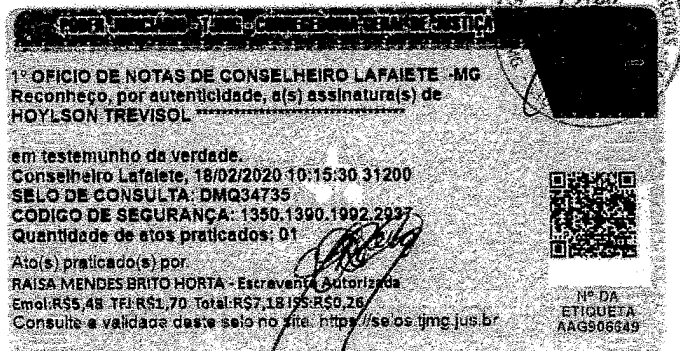 PODER JUDICIÁRIO - TJMG - CORREGEDORIA-GERAL DE JUSTIÇA
1º OFICIO DE NOTAS DE CONSELHEIRO LAFAIETE -MG
Reconheço, por autenticidade, a(s) assinatura(s) de
HOYLSON TREVISOL ********************************
em testemunho da verdade.
Conselheiro Lafaiete, 18/02/2020 10:15:30 31200
SELO DE CONSULTA: DMQ34735
CODIGO DE SEGURANÇA: 1350.1390.1992.2937
Quantidade de atos praticados: 01
Ato(s) praticado(s) por
RAISA MENDES BRITO HORTA - Escrevente Autorizada
Emol:R$5,48 TFJ:R$1,70 Total:R$7,18 ISS:R$0,26
Consulte a validade deste selo no site: https://selos.tjmg.jus.br
Nº DA
ETIQUETA
AAG906649